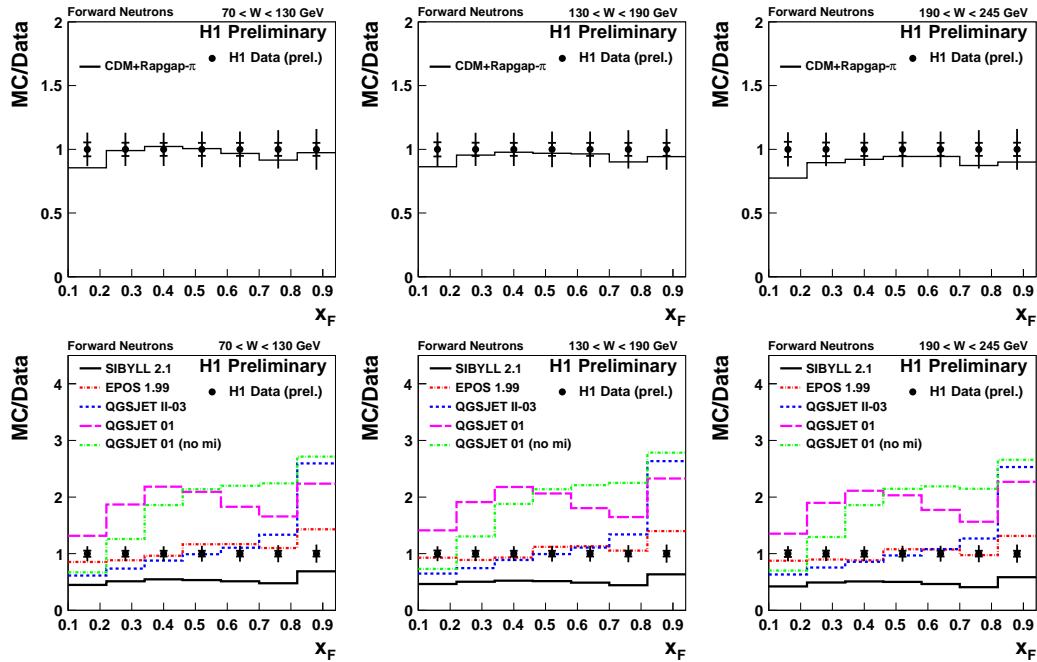 Forward Neutrons 70 < W < 130 GeV
H1 Preliminary
CDM+Rapgap-π
H1 Data (prel.)
MC/Data
2
1.5
1
0.5
0
0.1 0.2 0.3 0.4 0.5 0.6 0.7 0.8 0.9
x_F
Forward Neutrons 130 < W < 190 GeV
H1 Preliminary
CDM+Rapgap-π
H1 Data (prel.)
MC/Data
2
1.5
1
0.5
0
0.1 0.2 0.3 0.4 0.5 0.6 0.7 0.8 0.9
x_F
Forward Neutrons 190 < W < 245 GeV
H1 Preliminary
CDM+Rapgap-π
H1 Data (prel.)
MC/Data
2
1.5
1
0.5
0
0.1 0.2 0.3 0.4 0.5 0.6 0.7 0.8 0.9
x_F
Forward Neutrons 70 < W < 130 GeV
H1 Preliminary
H1 Data (prel.)
SIBYLL 2.1
EPOS 1.99
QGSJET II-03
QGSJET 01
QGSJET 01 (no mi)
MC/Data
4
3
2
1
0
0.1 0.2 0.3 0.4 0.5 0.6 0.7 0.8 0.9
x_F
Forward Neutrons 130 < W < 190 GeV
H1 Preliminary
H1 Data (prel.)
SIBYLL 2.1
EPOS 1.99
QGSJET II-03
QGSJET 01
QGSJET 01 (no mi)
MC/Data
4
3
2
1
0
0.1 0.2 0.3 0.4 0.5 0.6 0.7 0.8 0.9
x_F
Forward Neutrons 190 < W < 245 GeV
H1 Preliminary
H1 Data (prel.)
SIBYLL 2.1
EPOS 1.99
QGSJET II-03
QGSJET 01
QGSJET 01 (no mi)
MC/Data
4
3
2
1
0
0.1 0.2 0.3 0.4 0.5 0.6 0.7 0.8 0.9
x_F